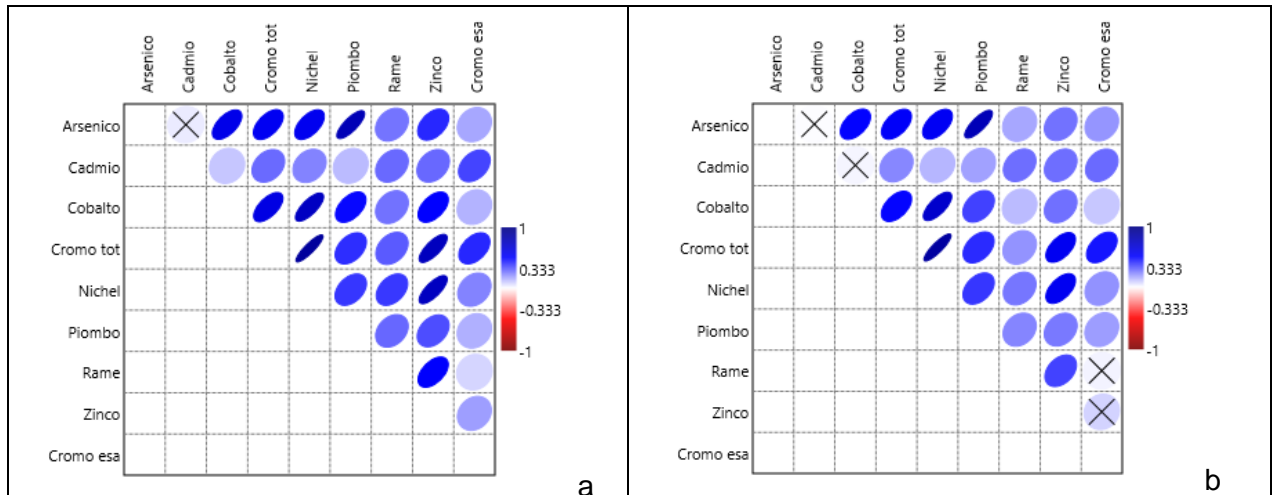 Arsenico
Cadmio
Cobalto
Cromo tot
Nichel
Piombo
Rame
Zinco
Cromo esa
Arsenico
Cadmio
Cobalto
Cromo tot
Nichel
Piombo
Rame
Zinco
Cromo esa
1
0.333
-0.333
-1
a
Arsenico
Cadmio
Cobalto
Cromo tot
Nichel
Piombo
Rame
Zinco
Cromo esa
Arsenico
Cadmio
Cobalto
Cromo tot
Nichel
Piombo
Rame
Zinco
Cromo esa
1
0.333
-0.333
-1
b